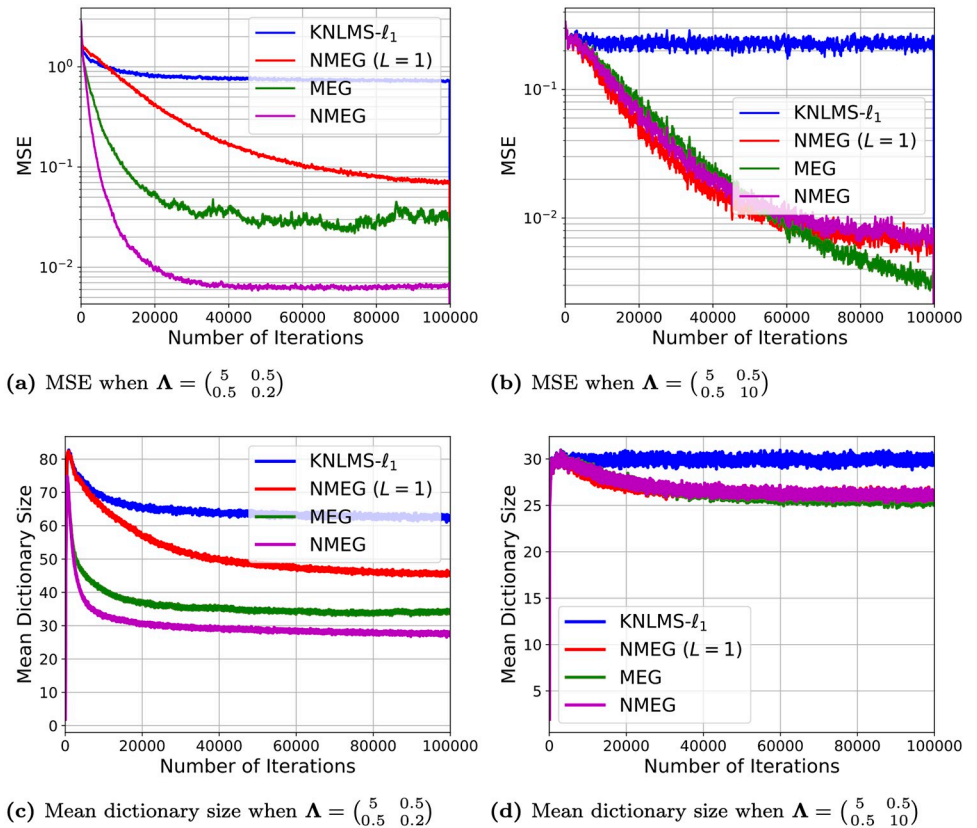 KNLMS-ℓ₁
NMEG (L = 1)
MEG
NMEG
10⁰
10⁻¹
10⁻²
MSE
0 20000 40000 60000 80000 100000
Number of Iterations
(a) MSE when Λ = (5 0.5
0.5 0.2)
KNLMS-ℓ₁
NMEG (L = 1)
MEG
NMEG
10⁻¹
10⁻²
MSE
0 20000 40000 60000 80000 100000
Number of Iterations
(b) MSE when Λ = (5 0.5
0.5 10)
KNLMS-ℓ₁
NMEG (L = 1)
MEG
NMEG
80
70
60
50
40
30
20
10
0
Mean Dictionary Size
0 20000 40000 60000 80000 100000
Number of Iterations
(c) Mean dictionary size when Λ = (5 0.5
0.5 0.2)
30
25
20
15
10
5
Mean Dictionary Size
KNLMS-ℓ₁
NMEG (L = 1)
MEG
NMEG
0 20000 40000 60000 80000 100000
Number of Iterations
(d) Mean dictionary size when Λ = (5 0.5
0.5 10)